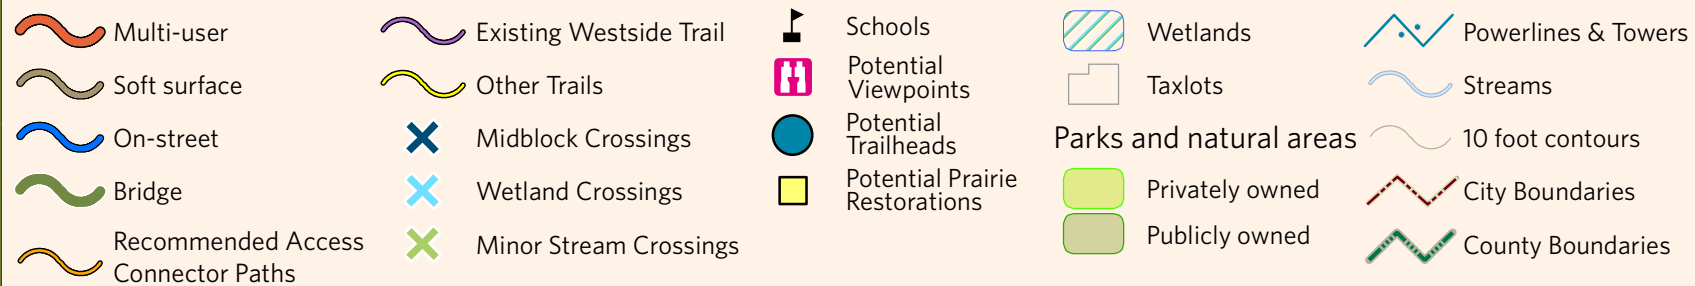 Multi-user
Soft surface
On-street
Bridge
Recommended Access
Connector Paths
Existing Westside Trail
Other Trails
Midblock Crossings
Wetland Crossings
Minor Stream Crossings
Schools
Potential
Viewpoints
Potential
Trailheads
Potential Prairie
Restorations
Wetlands
Taxlots
Parks and natural areas
Privately owned
Publicly owned
Powerlines & Towers
Streams
10 foot contours
City Boundaries
County Boundaries